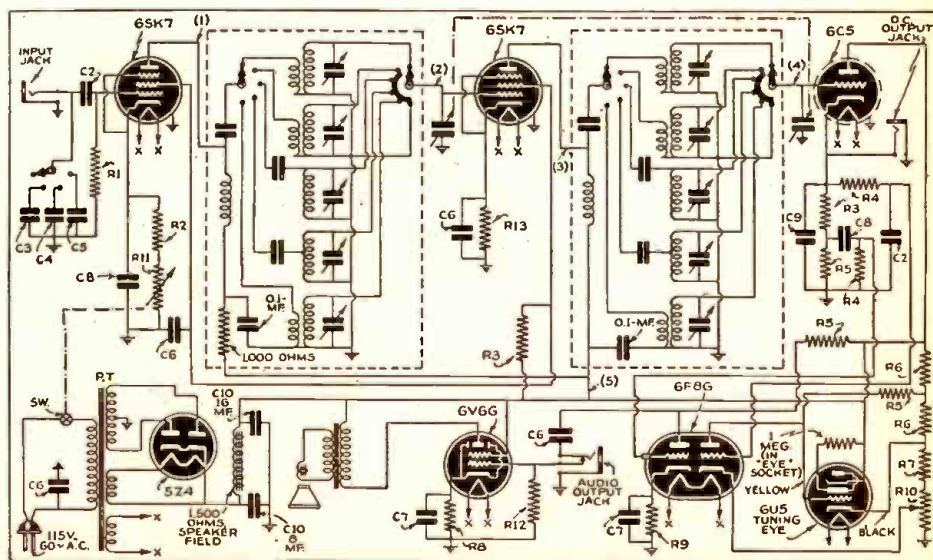 6SK7
(1)
INPUT
JACK
C2
R1
C3
C4
C5
R2
R11
C8
C6
0.1-
MF.
1,000 OHMS
(2)
6SK7
(3)
C6
R13
R3
0.1-MF.
(4)
6C5
D.C.
OUTPUT
JACK
R4
R3
C9
C8
C2
R5
R4
R5
R6
(5)
SW.
P.T.
C6
115V.
60~A.C.
5Z4
X
X
C10
16
MF.
1,500
OHMS
SPEAKER
FIELD
C10
8
MF.
6V6G
C7
R8
R12
C6
AUDIO
OUTPUT
JACK
6F8G
C7
R9
R5
R6
1
MEG.
(IN
"EYE"
SOCKET)
YELLOW
6U5
TUNING
EYE
BLACK
R7
R10
X X
X X
X X
X X
X X
X X